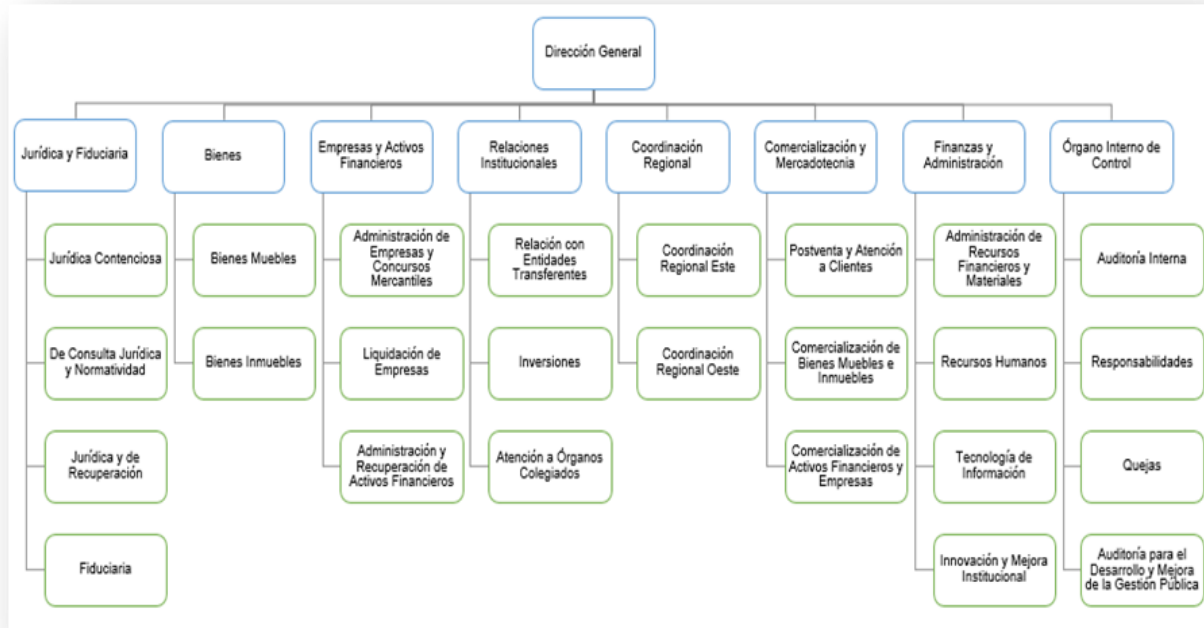 Dirección General
Jurídica y Fiduciaria
Bienes
Empresas y Activos
Financieros
Relaciones
Institucionales
Coordinación
Regional
Comercialización y
Mercadotecnia
Finanzas y
Administración
Órgano Interno de
Control
Jurídica Contenciosa
Bienes Muebles
Administración de
Empresas y
Concursos
Mercantiles
Relación con
Entidades
Transferentes
Coordinación
Regional Este
Postventa y Atención
a Clientes
Administración de
Recursos
Financieros y
Materiales
Auditoría Interna
De Consulta Jurídica
y Normatividad
Bienes Inmuebles
Liquidación de
Empresas
Inversiones
Coordinación
Regional Oeste
Comercialización de
Bienes Muebles e
Inmuebles
Recursos Humanos
Responsabilidades
Jurídica y de
Recuperación
Administración y
Recuperación de
Activos Financieros
Atención a Órganos
Colegiados
Comercialización de
Activos Financieros y
Empresas
Tecnología de
Información
Quejas
Fiduciaria
Innovación y Mejora
Institucional
Auditoría para el
Desarrollo y Mejora
de la Gestión Pública